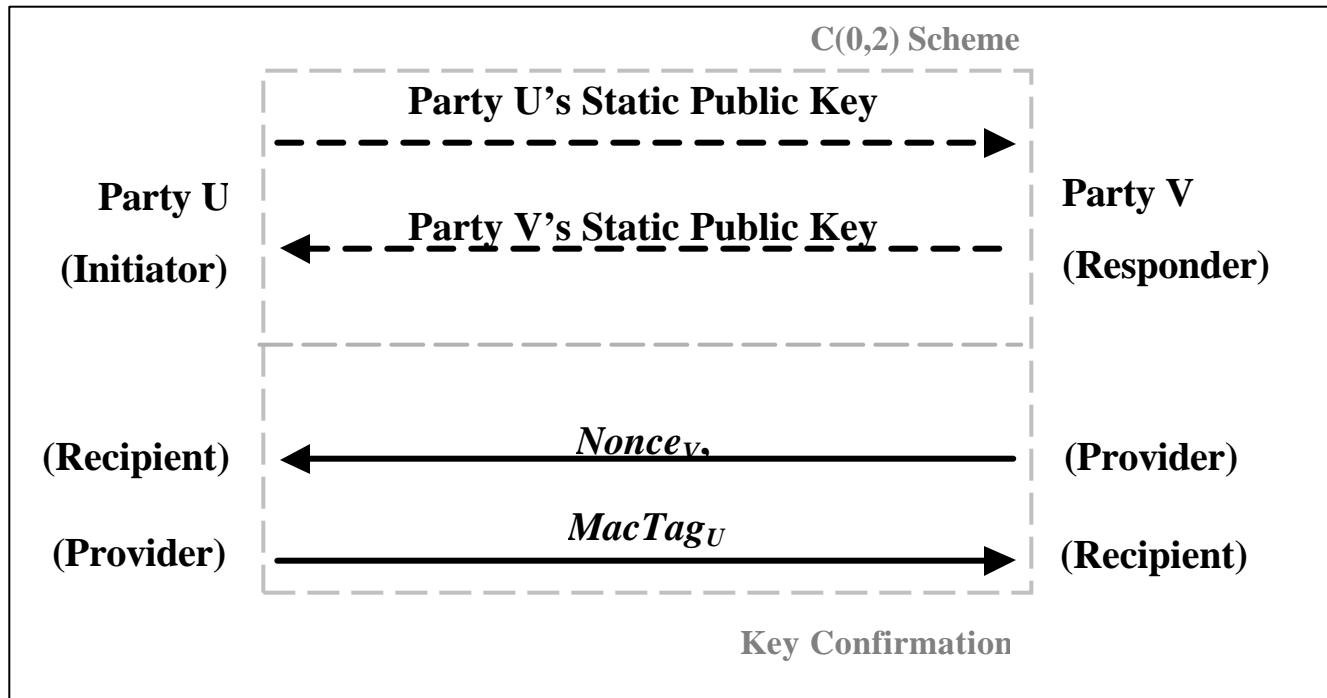 C(0,2) Scheme
Party U’s Static Public Key
Party U
(Initiator)
Party V’s Static Public Key
Party V
(Responder)
(Recipient)
Nonce_V,
(Provider)
(Provider)
MacTag_U
(Recipient)
Key Confirmation